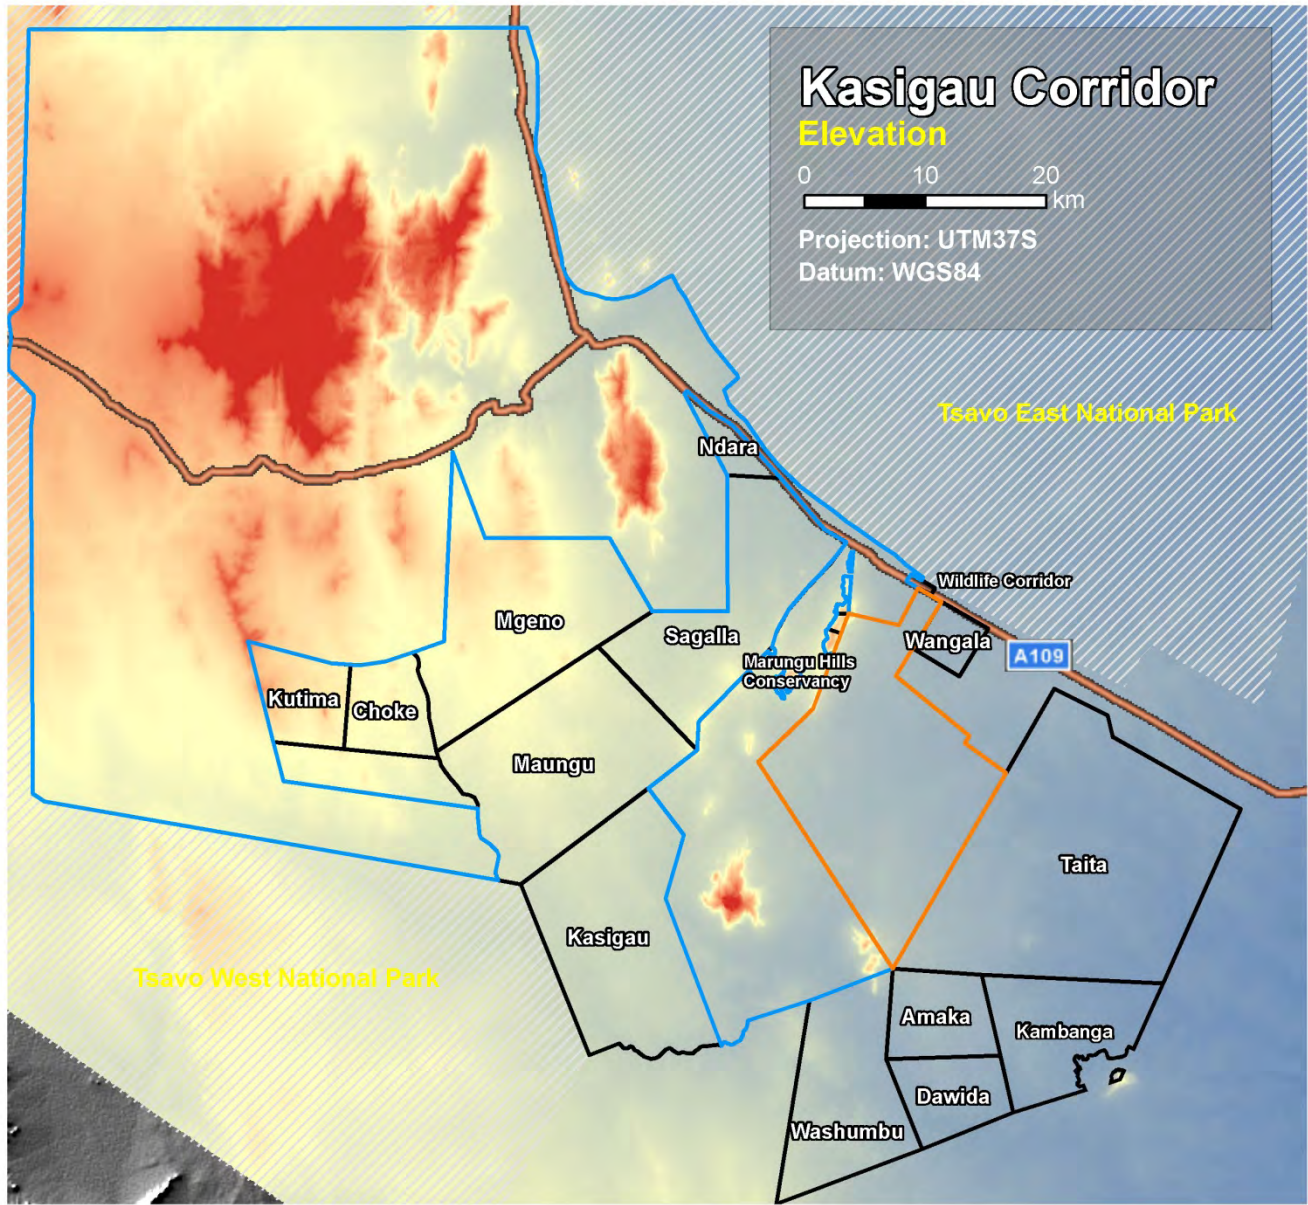 Kasigau Corridor
Elevation
0 10 20
km
Projection: UTM37S
Datum: WGS84
Tsavo East National Park
Ndara
Wildlife Corridor
Mgeno
Sagalla
Wangala
A109
Marungu Hills
Conservancy
Kutima
Choke
Maungu
Taita
Kasigau
Tsavo West National Park
Amaka
Kambanga
Dawida
Washumbu